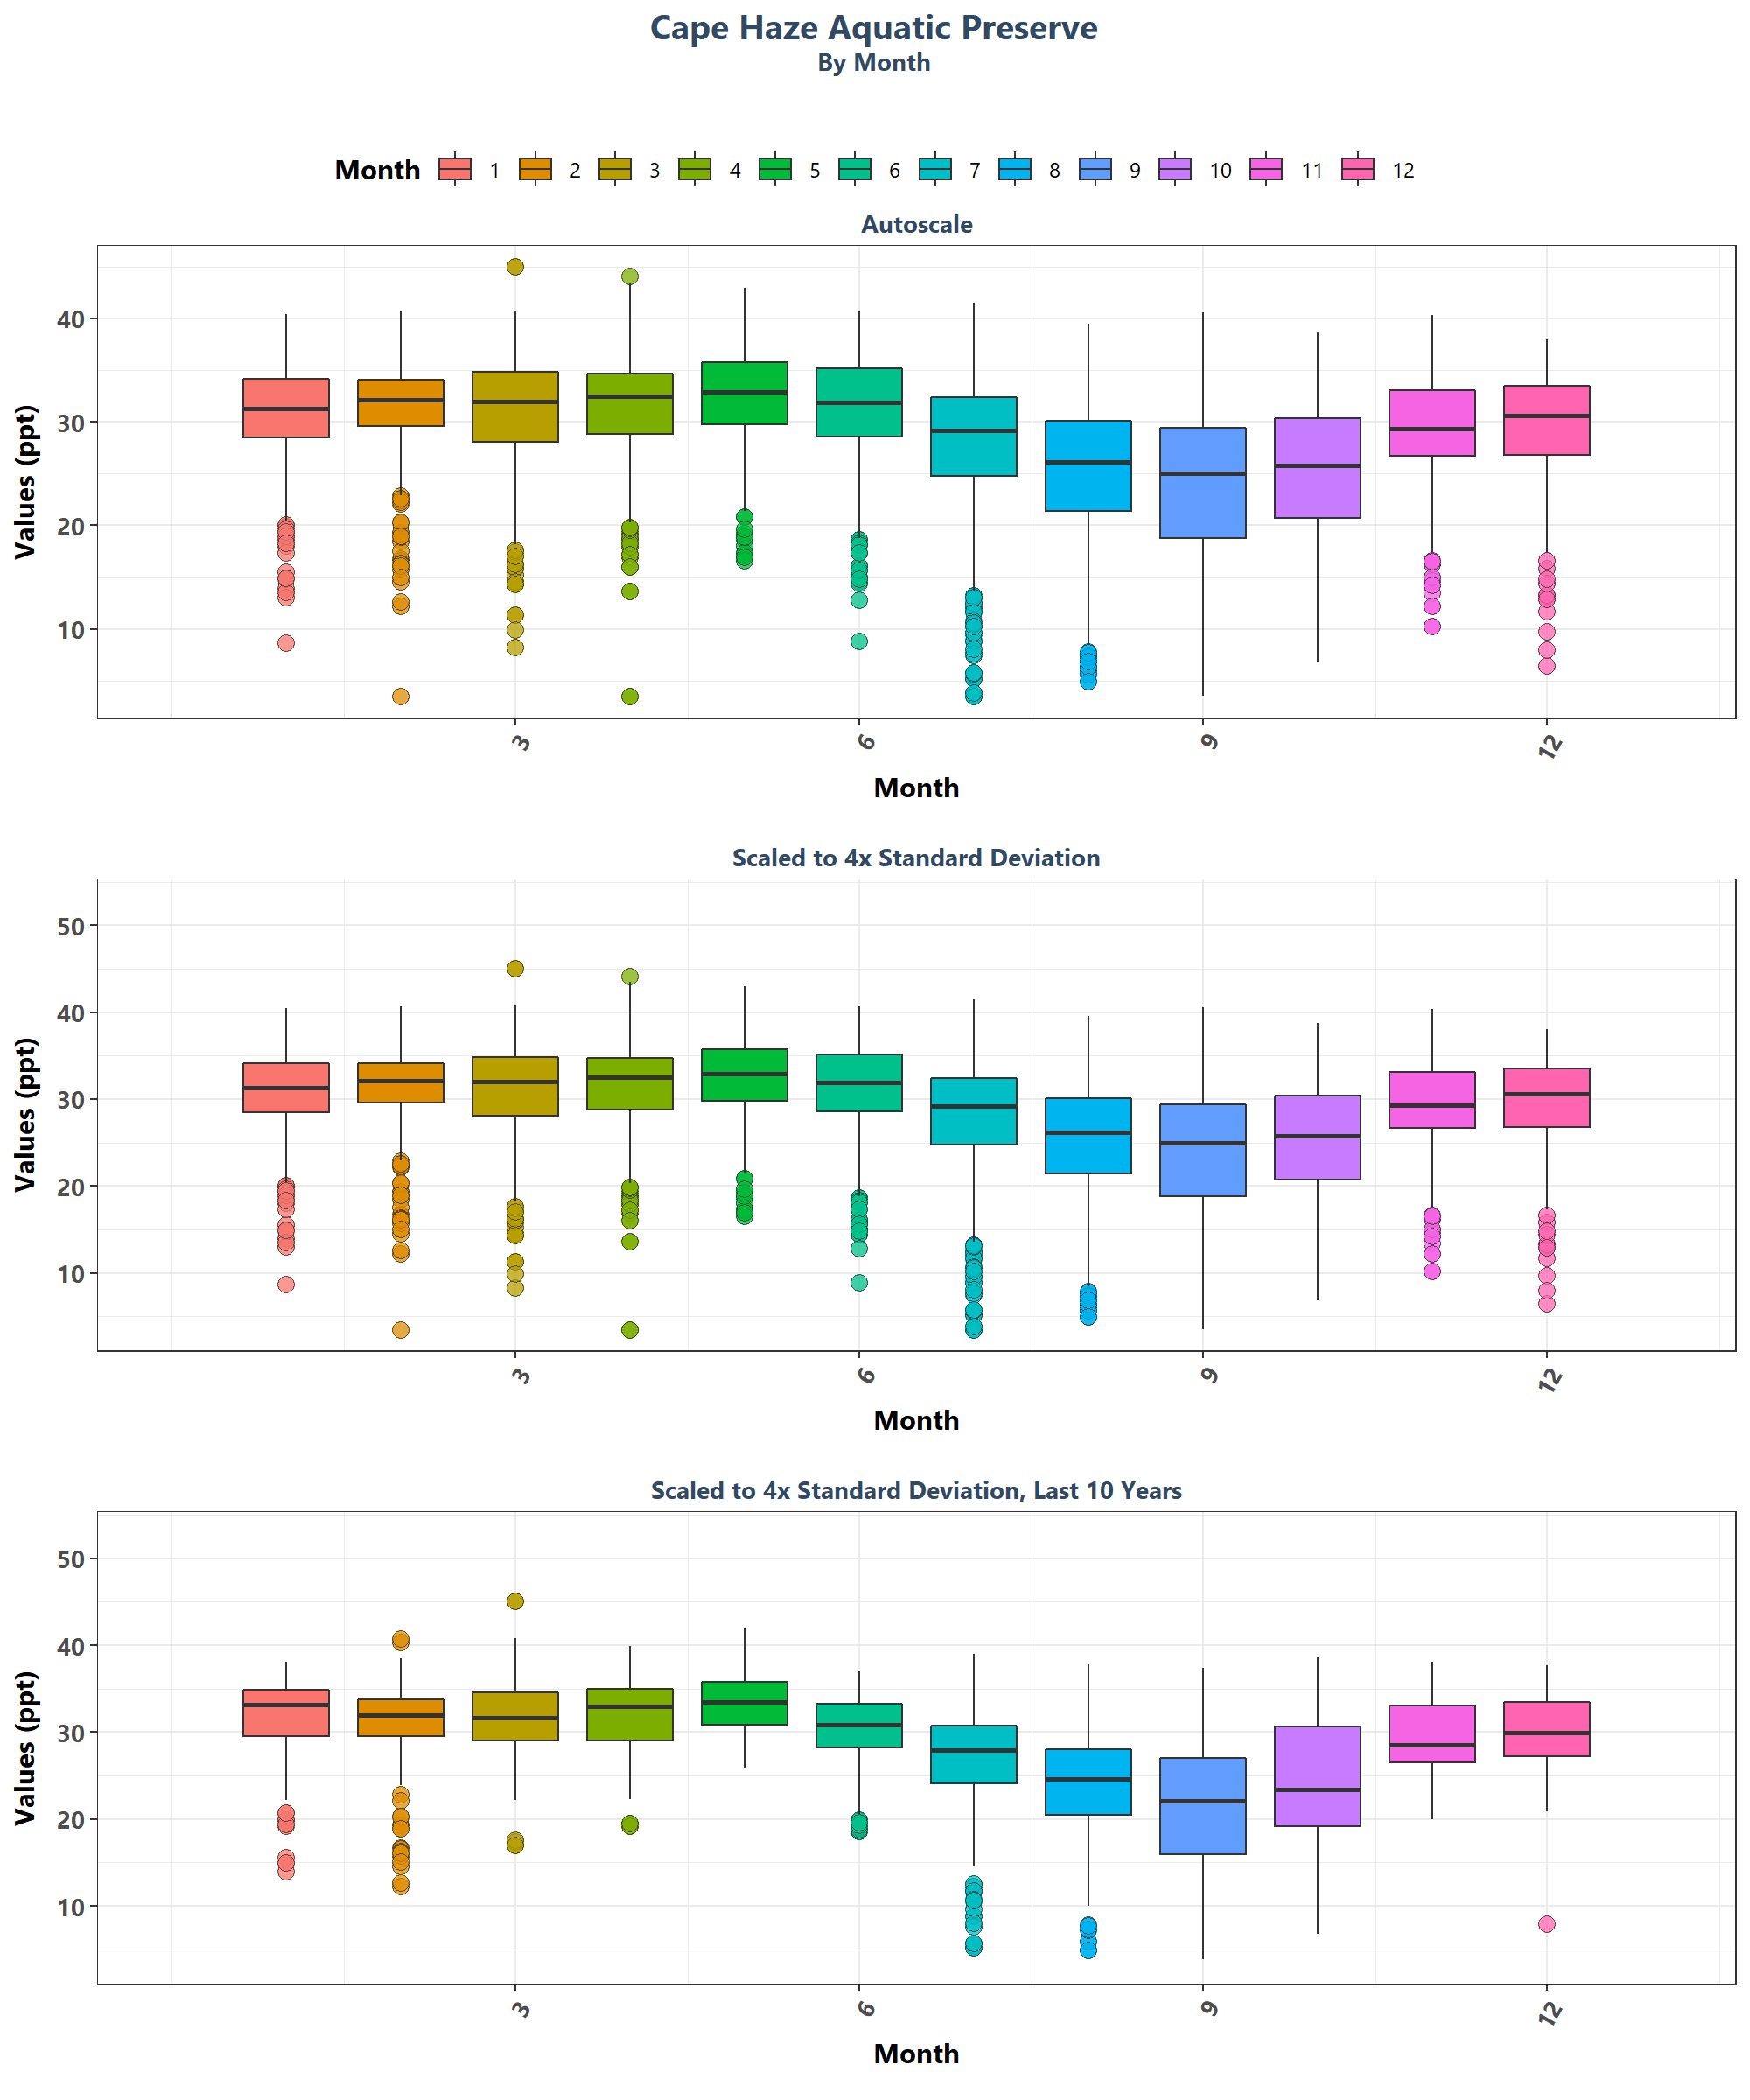 Cape Haze Aquatic Preserve
By Month
Month 1 2 3 4 5 6 7 8 9 10 11 12
Autoscale
Values (ppt)
40
30
20
10
3 6 9 12
Month
Scaled to 4x Standard Deviation
Values (ppt)
50
40
30
20
10
3 6 9 12
Month
Scaled to 4x Standard Deviation, Last 10 Years
Values (ppt)
50
40
30
20
10
3 6 9 12
Month